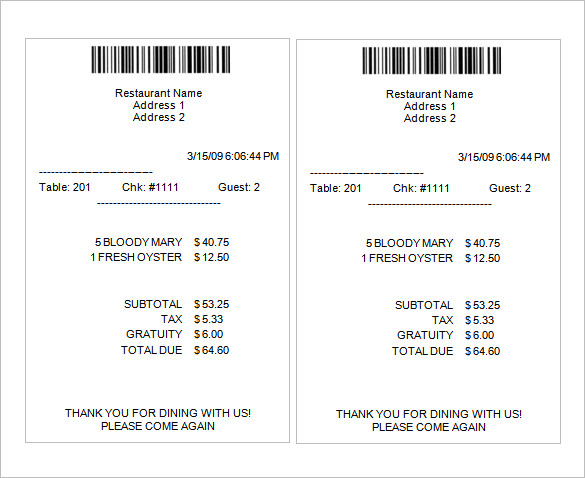 Restaurant Name
Address 1
Address 2
3/15/09 6:06:44 PM
--------------------------------
Table: 201 Chk: #1111 Guest: 2
--------------------------------
5 BLOODY MARY $ 40.75
1 FRESH OYSTER $ 12.50
SUBTOTAL $ 53.25
TAX $ 5.33
GRATUITY $ 6.00
TOTAL DUE $ 64.60
THANK YOU FOR DINING WITH US!
PLEASE COME AGAIN
Restaurant Name
Address 1
Address 2
3/15/09 6:06:44 PM
--------------------------------
Table: 201 Chk: #1111 Guest: 2
--------------------------------
5 BLOODY MARY $ 40.75
1 FRESH OYSTER $ 12.50
SUBTOTAL $ 53.25
TAX $ 5.33
GRATUITY $ 6.00
TOTAL DUE $ 64.60
THANK YOU FOR DINING WITH US!
PLEASE COME AGAIN